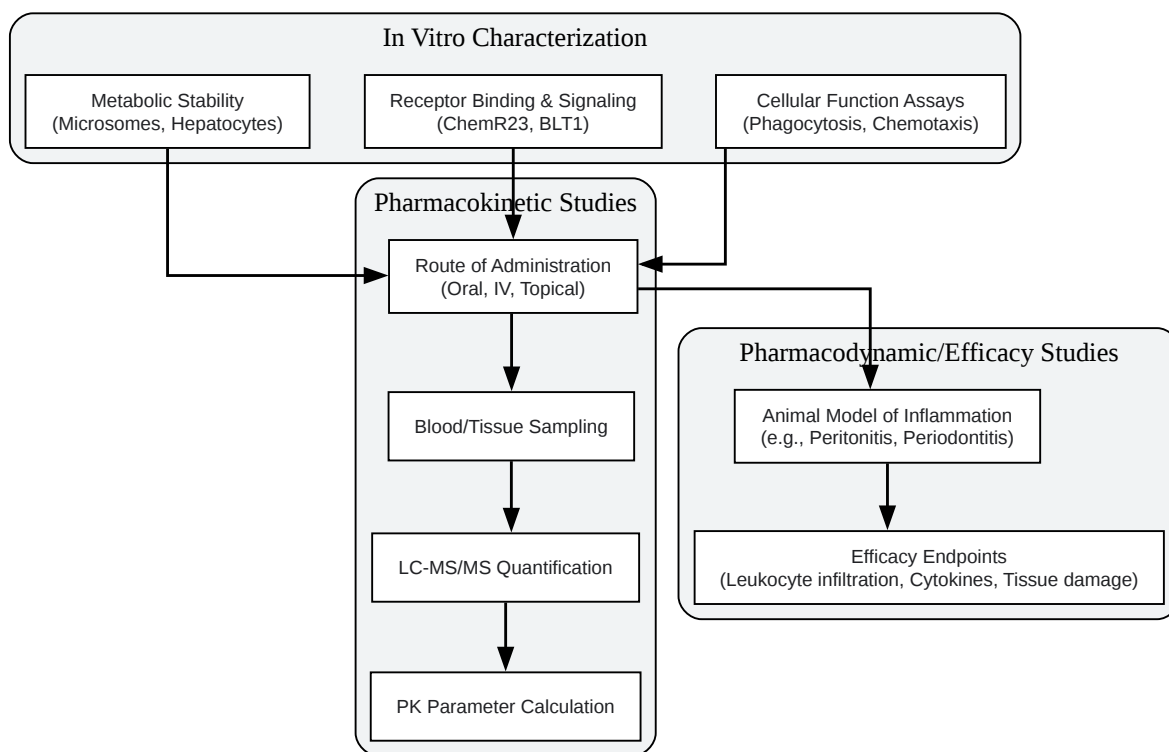 In Vitro Characterization
Metabolic Stability
(Microsomes, Hepatocytes)
Receptor Binding & Signaling
(ChemR23, BLT1)
Cellular Function Assays
(Phagocytosis, Chemotaxis)
Pharmacokinetic Studies
Route of Administration
(Oral, IV, Topical)
Blood/Tissue Sampling
LC-MS/MS Quantification
PK Parameter Calculation
Pharmacodynamic/Efficacy Studies
Animal Model of Inflammation
(e.g., Peritonitis, Periodontitis)
Efficacy Endpoints
(Leukocyte infiltration, Cytokines, Tissue damage)